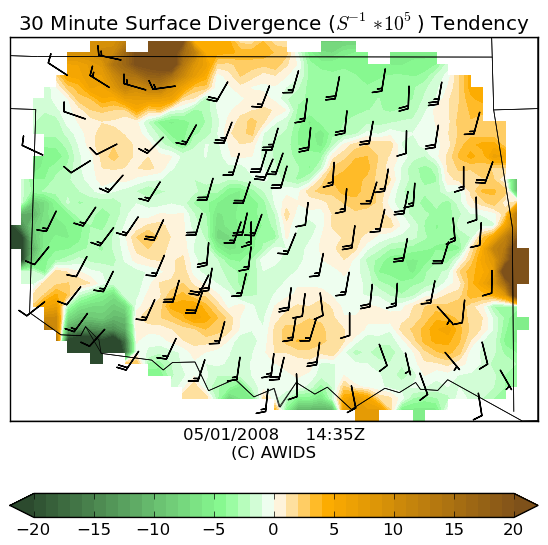 30 Minute Surface Divergence (S⁻¹ *10⁵ ) Tendency
05/01/2008 14:35Z
(C) AWIDS
−20 −15 −10 −5 0 5 10 15 20